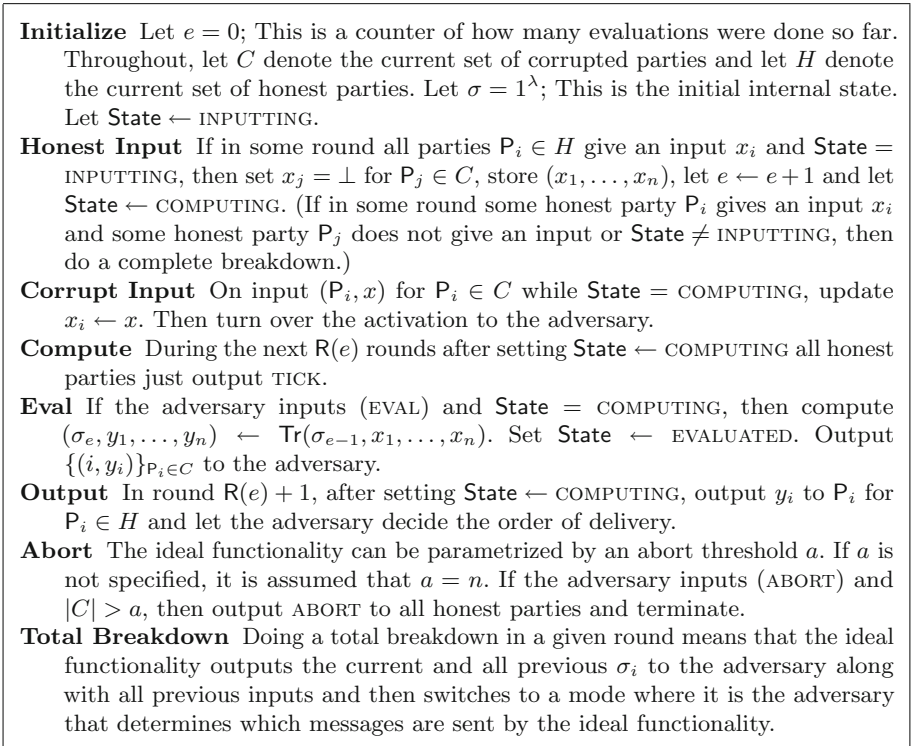 Initialize Let e = 0; This is a counter of how many evaluations were done so far.
Throughout, let C denote the current set of corrupted parties and let H denote
the current set of honest parties. Let σ = 1^λ; This is the initial internal state.
Let State ← INPUTTING.
Honest Input If in some round all parties P_i ∈ H give an input x_i and State =
INPUTTING, then set x_j = ⊥ for P_j ∈ C, store (x_1, . . . , x_n), let e ← e + 1 and let
State ← COMPUTING. (If in some round some honest party P_i gives an input x_i
and some honest party P_j does not give an input or State ≠ INPUTTING, then
do a complete breakdown.)
Corrupt Input On input (P_i, x) for P_i ∈ C while State = COMPUTING, update
x_i ← x. Then turn over the activation to the adversary.
Compute During the next R(e) rounds after setting State ← COMPUTING all honest
parties just output TICK.
Eval If the adversary inputs (EVAL) and State = COMPUTING, then compute
(σ_e, y_1, . . . , y_n) ← Tr(σ_{e−1}, x_1, . . . , x_n). Set State ← EVALUATED. Output
{(i, y_i)}_{P_i∈C} to the adversary.
Output In round R(e) + 1, after setting State ← COMPUTING, output y_i to P_i for
P_i ∈ H and let the adversary decide the order of delivery.
Abort The ideal functionality can be parametrized by an abort threshold a. If a is
not specified, it is assumed that a = n. If the adversary inputs (ABORT) and
|C| > a, then output ABORT to all honest parties and terminate.
Total Breakdown Doing a total breakdown in a given round means that the ideal
functionality outputs the current and all previous σ_i to the adversary along
with all previous inputs and then switches to a mode where it is the adversary
that determines which messages are sent by the ideal functionality.